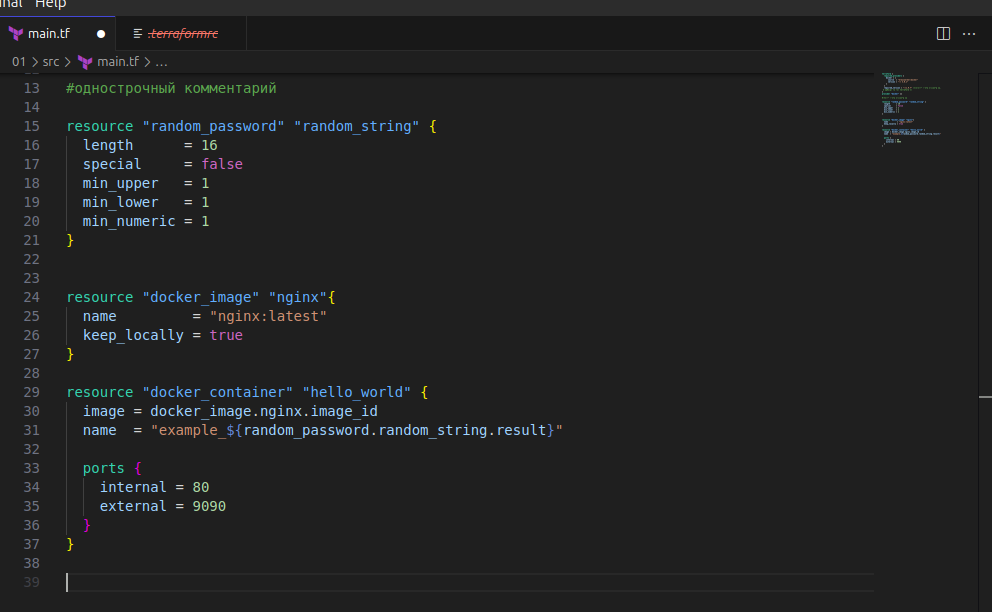 Help
main.tf
.terraformrc
01 > src > main.tf > ...
13 #однострочный комментарий
14
15 resource "random_password" "random_string" {
16   length      = 16
17   special     = false
18   min_upper   = 1
19   min_lower   = 1
20   min_numeric = 1
21 }
22
23
24 resource "docker_image" "nginx"{
25   name         = "nginx:latest"
26   keep_locally = true
27 }
28
29 resource "docker_container" "hello_world" {
30   image = docker_image.nginx.image_id
31   name  = "example_${random_password.random_string.result}"
32
33   ports {
34     internal = 80
35     external = 9090
36   }
37 }
38
39